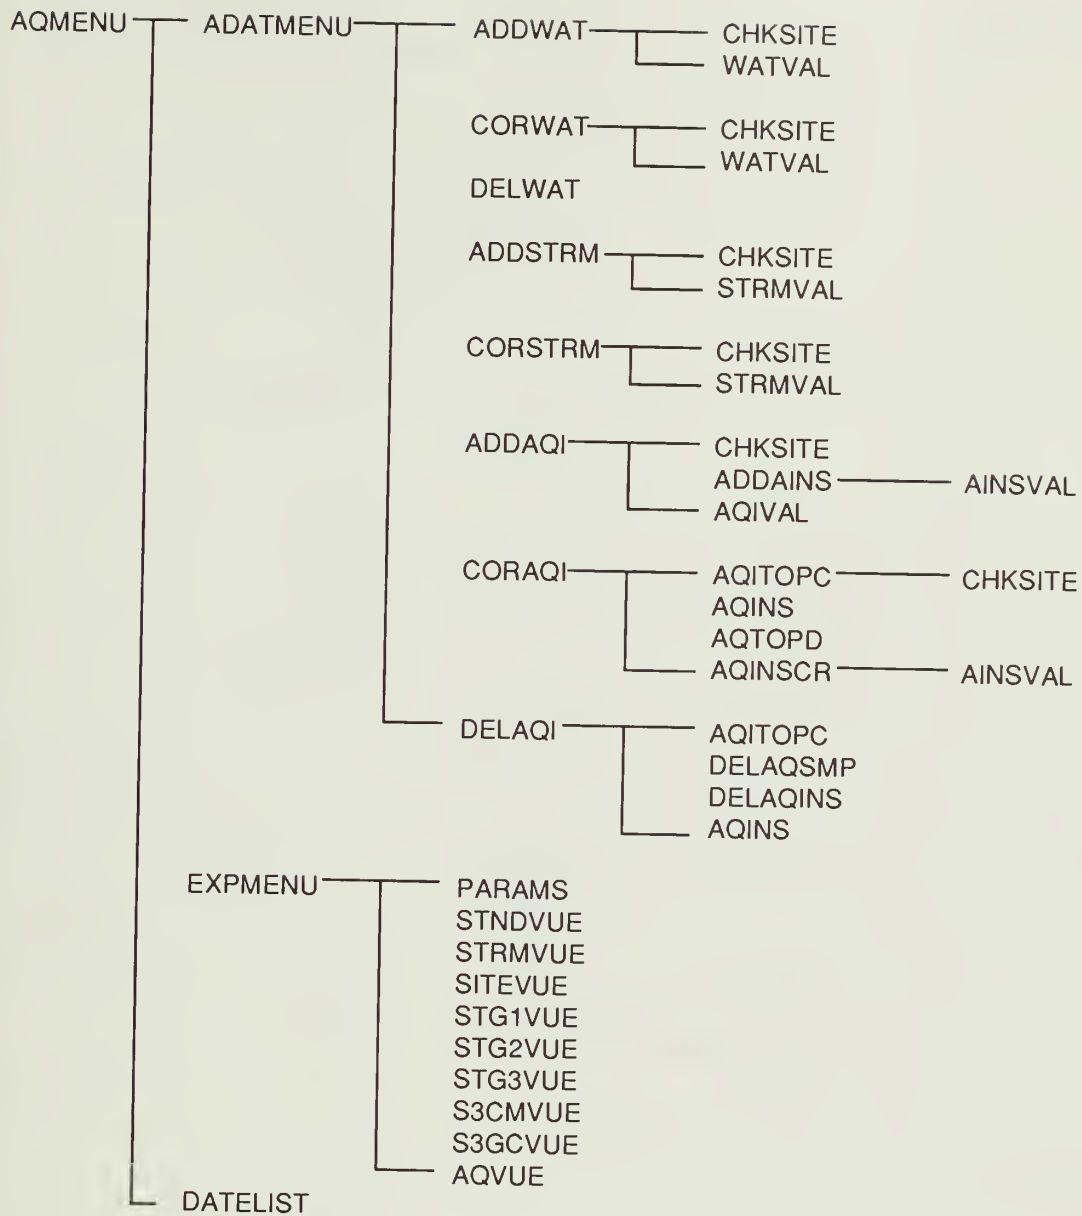 AQMENU ADATMENU ADDWAT CHKSITE
WATVAL
CORWAT CHKSITE
WATVAL
DELWAT
ADDSTRM CHKSITE
STRMVAL
CORSTRM CHKSITE
STRMVAL
ADDAQI CHKSITE
ADDAINS AINSVAL
AQIVAL
CORAQI AQITOPC CHKSITE
AQINS
AQTOPD
AQINSCR AINSVAL
DELAQI AQITOPC
DELAQSMP
DELAQINS
AQINS
EXPMENU PARAMS
STNDVUE
STRMVUE
SITEVUE
STG1VUE
STG2VUE
STG3VUE
S3CMVUE
S3GCVUE
AQVUE
DATELIST